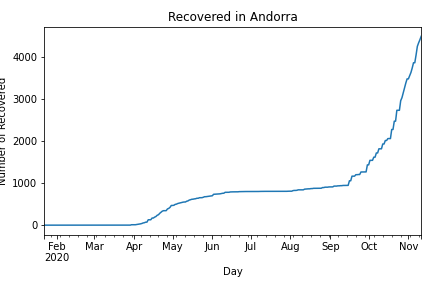 Recovered in Andorra
Number of Recovered
4000
3000
2000
1000
0
Feb Mar Apr May Jun Jul Aug Sep Oct Nov
2020
Day